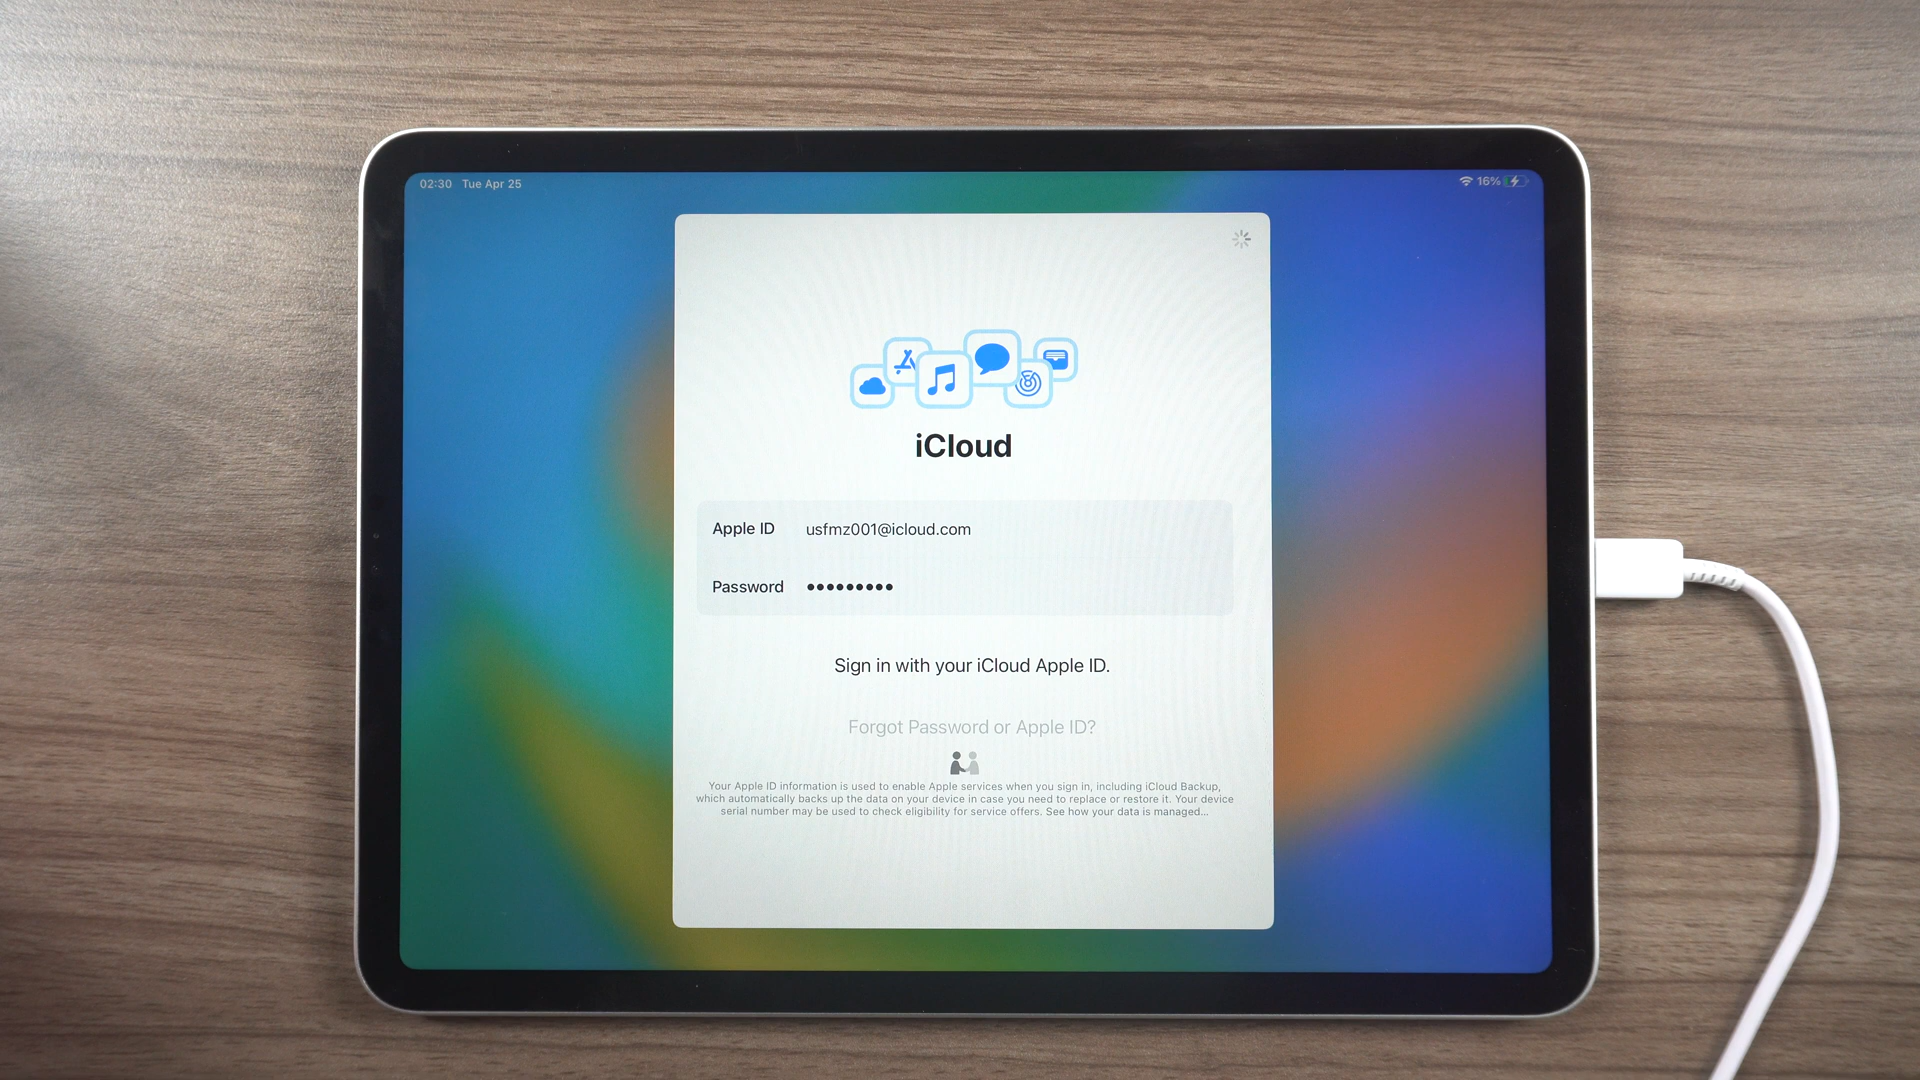 02:30 Tue Apr 25
16%
iCloud
Apple ID usfmz001@icloud.com
Password •••••••••
Sign in with your iCloud Apple ID.
Forgot Password or Apple ID?
Your Apple ID information is used to enable Apple services when you sign in, including iCloud Backup,
which automatically backs up the data on your device in case you need to replace or restore it. Your device
serial number may be used to check eligibility for service offers. See how your data is managed...